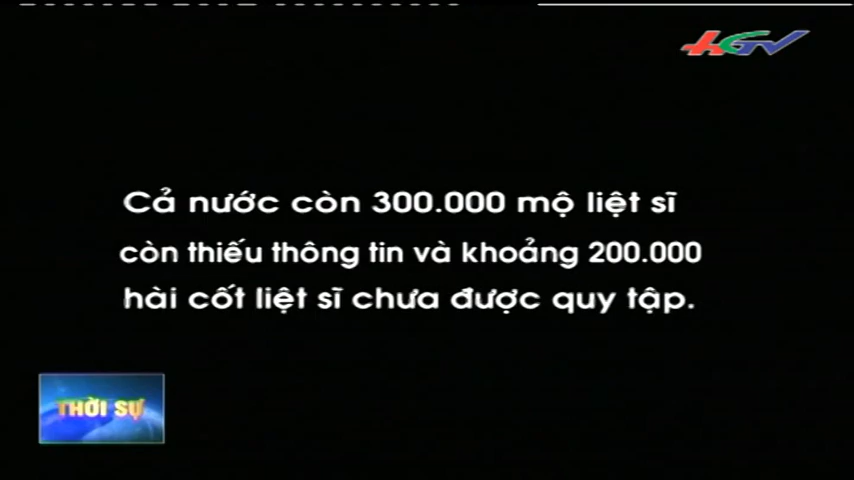 HGTV
Cả nước còn 300.000 mộ liệt sĩ
còn thiếu thông tin và khoảng 200.000
hài cốt liệt sĩ chưa được quy tập.
THỜI SỰ